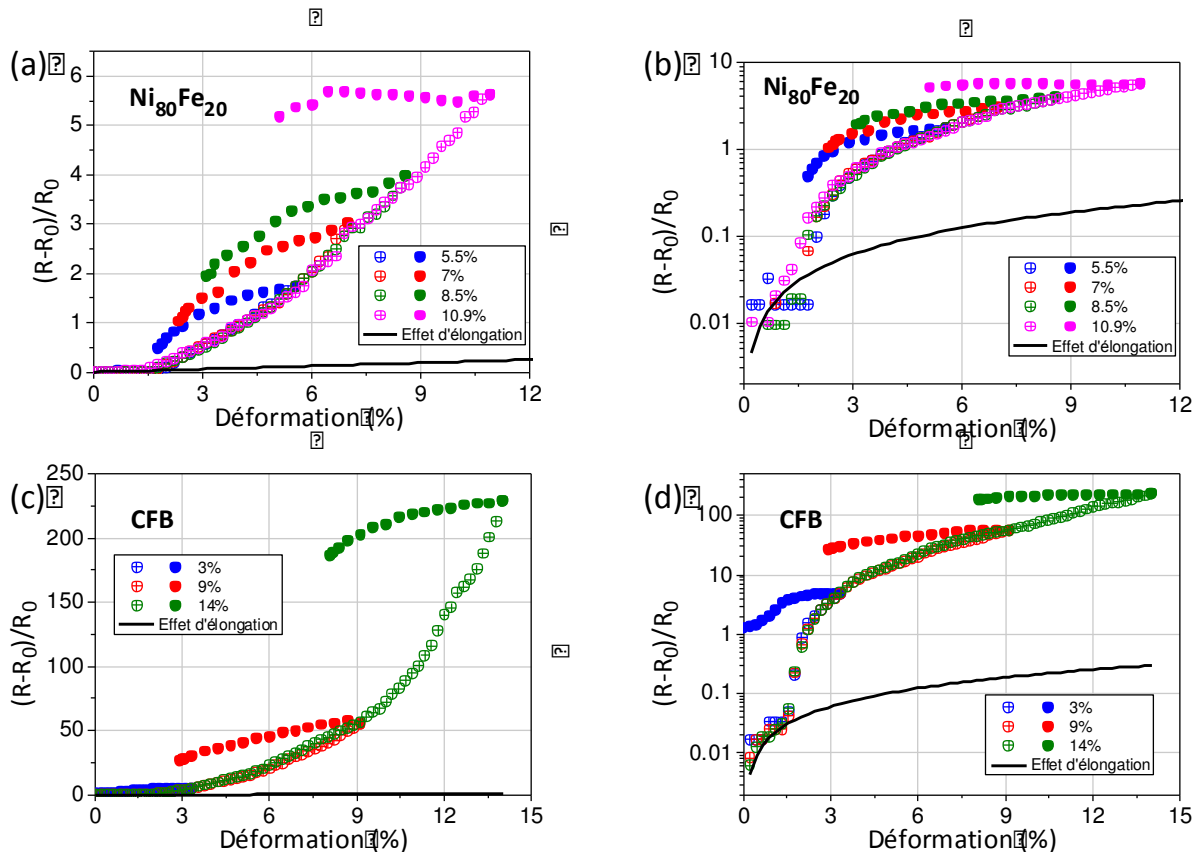 (a)
Ni80Fe20
(R-R0)/R0
6
5
4
3
2
1
0
0 3 6 9 12
Déformation (%)
5.5%
7%
8.5%
10.9%
Effet d'élongation
(b)
Ni80Fe20
(R-R0)/R0
10
1
0.1
0.01
0 3 6 9 12
Déformation (%)
5.5%
7%
8.5%
10.9%
Effet d'élongation
(c)
CFB
(R-R0)/R0
250
200
150
100
50
0
0 3 6 9 12 15
Déformation (%)
3%
9%
14%
Effet d'élongation
(d)
CFB
(R-R0)/R0
100
10
1
0.1
0.01
0 3 6 9 12 15
Déformation (%)
3%
9%
14%
Effet d'élongation